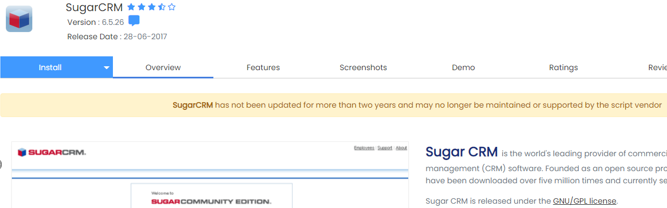 SugarCRM
Version : 6.5.26
Release Date : 28-06-2017
Install
Overview
Features
Screenshots
Demo
Ratings
SugarCRM has not been updated for more than two years and may no longer be maintained or supported by the script vendor
SUGARCRM.
Employees Support About
Welcome to
SUGARCOMMUNITY EDITION.
Sugar CRM is the world's leading provider of
management (CRM) software. Founded as an open source
have been downloaded over five million times and currently
Sugar CRM is released under the GNU/GPL license.